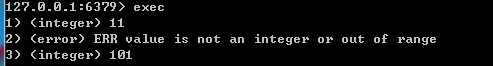 127.0.0.1:6379> exec
1) (integer) 11
2) (error) ERR value is not an integer or out of range
3) (integer) 101